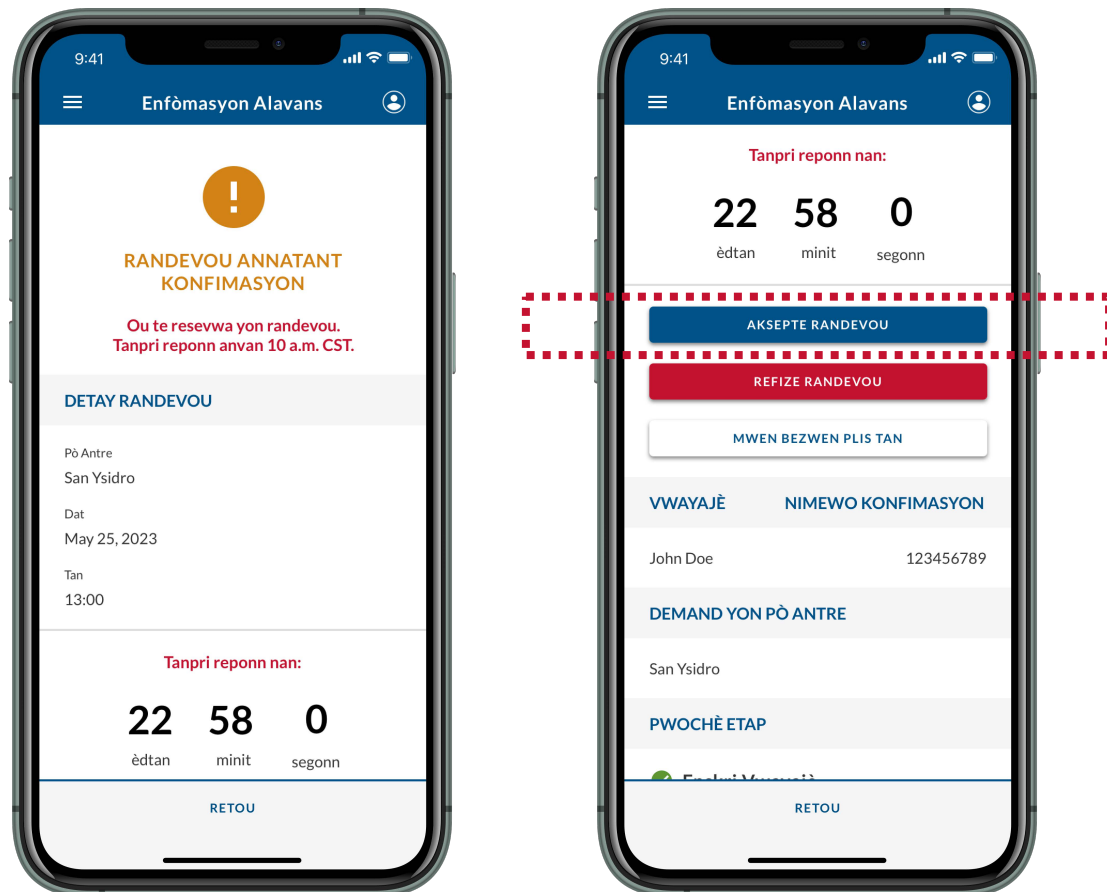 9:41
Enfòmasyon Alavans
RANDEVOU ANNATANT
KONFIMASYON
Ou te resevwa yon randevou.
Tanpri reponn anvan 10 a.m. CST.
DETAY RANDEVOU
Pò Antre
San Ysidro
Dat
May 25, 2023
Tan
13:00
Tanpri reponn nan:
22 58 0
èdtan minit segonn
RETOU
9:41
Enfòmasyon Alavans
Tanpri reponn nan:
22 58 0
èdtan minit segonn
AKSEPTE RANDEVOU
REFIZE RANDEVOU
MWEN BEZWEN PLIS TAN
VWAYAJÈ NIMEWO KONFIMASYON
John Doe 123456789
DEMAND YON PÒ ANTRE
San Ysidro
PWOCHÈ ETAP
RETOU